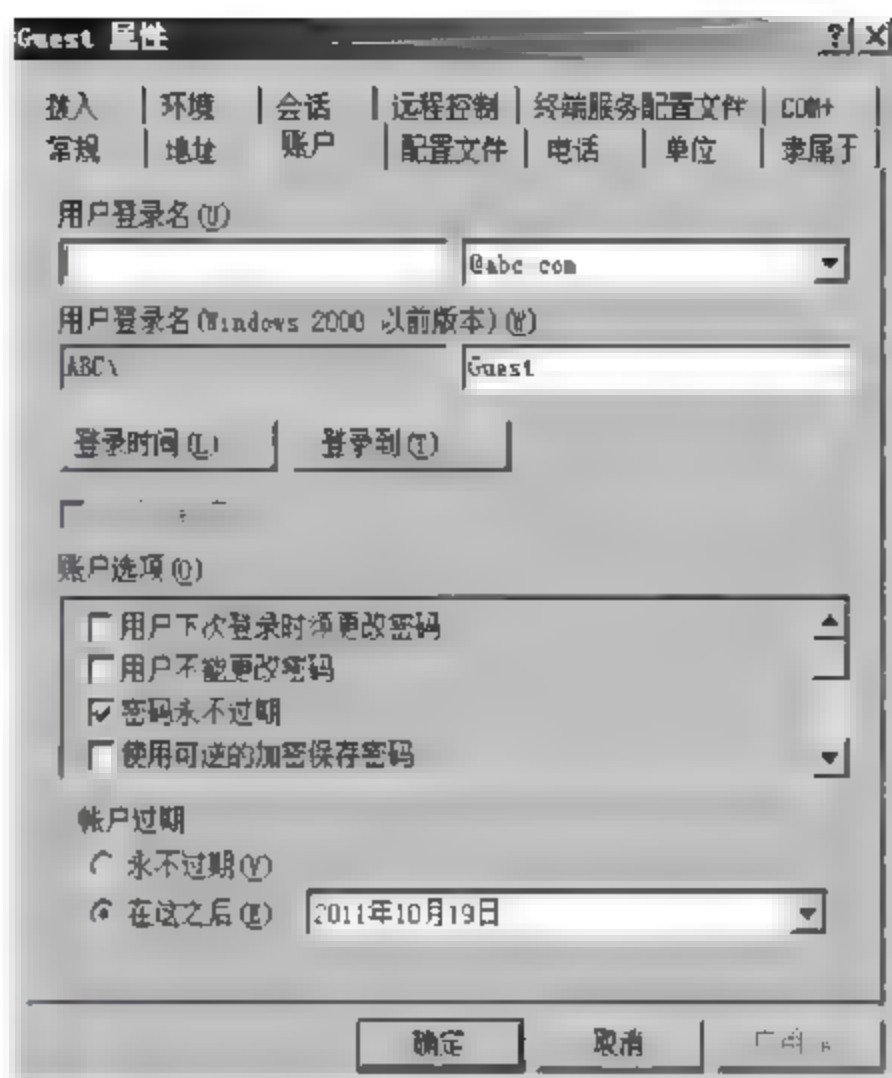 Guest 属性
拨入 环境 会话 远程控制 终端服务配置文件 COM+
常规 地址 账户 配置文件 电话 单位 隶属于
用户登录名(U)
@abc com
用户登录名(Windows 2000 以前版本)(W)
ABC\ Guest
登录时间(L) 登录到(T)
账户选项(O)
用户下次登录时须更改密码
用户不能更改密码
密码永不过期
使用可逆的加密保存密码
帐户过期
永不过期(V)
在这之后(E) 2011年10月19日
确定 取消